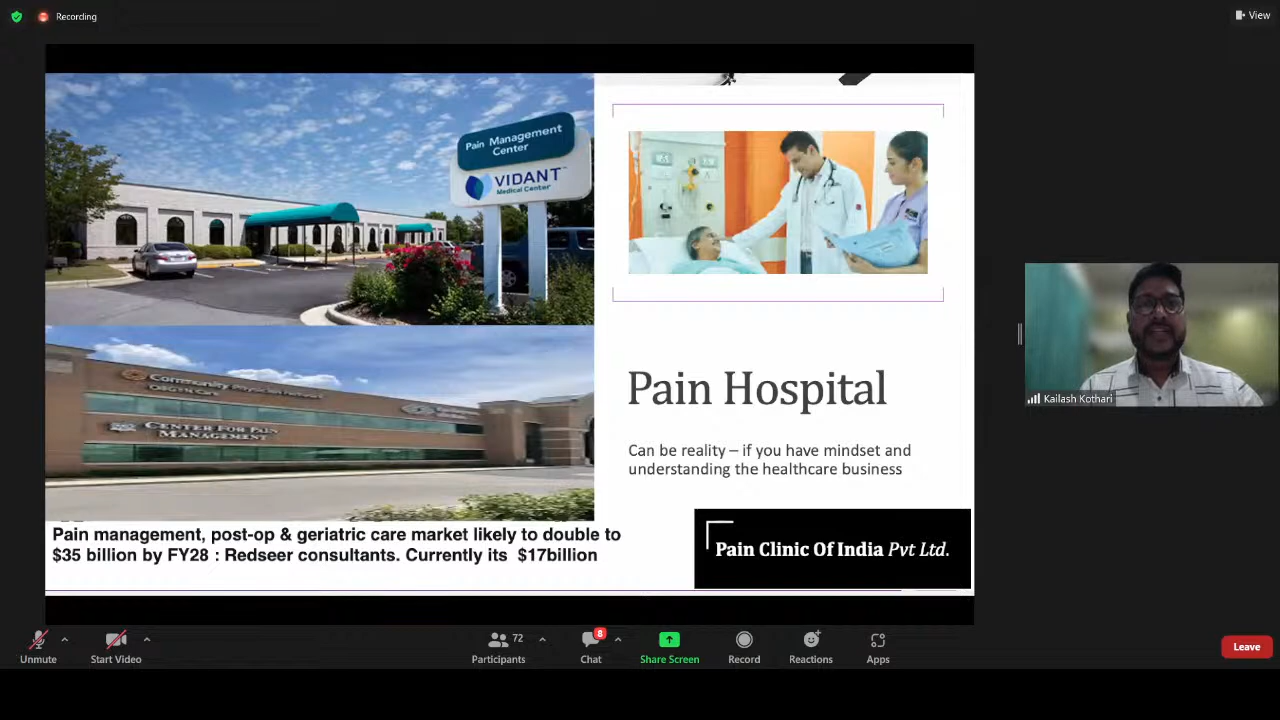 Recording
View
Pain Management
Center
VIDANT
Medical Center
CENTER FOR PAIN
MANAGEMENT
Pain Hospital
Can be reality – if you have mindset and
understanding the healthcare business
Pain management, post-op & geriatric care market likely to double to
$35 billion by FY28 : Redseer consultants. Currently its $17billion
Pain Clinic Of India Pvt Ltd.
Kailash Kothari
Unmute
Start Video
72
Participants
8
Chat
Share Screen
Record
Reactions
Apps
Leave